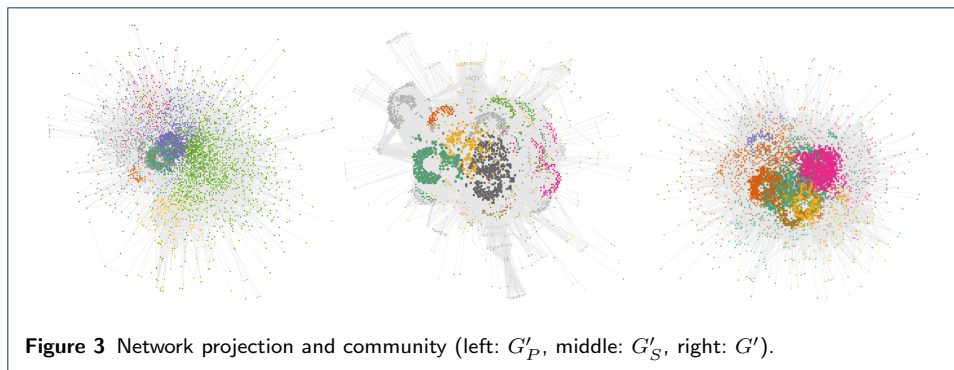 Figure 3 Network projection and community (left: G′_P, middle: G′_S, right: G′).